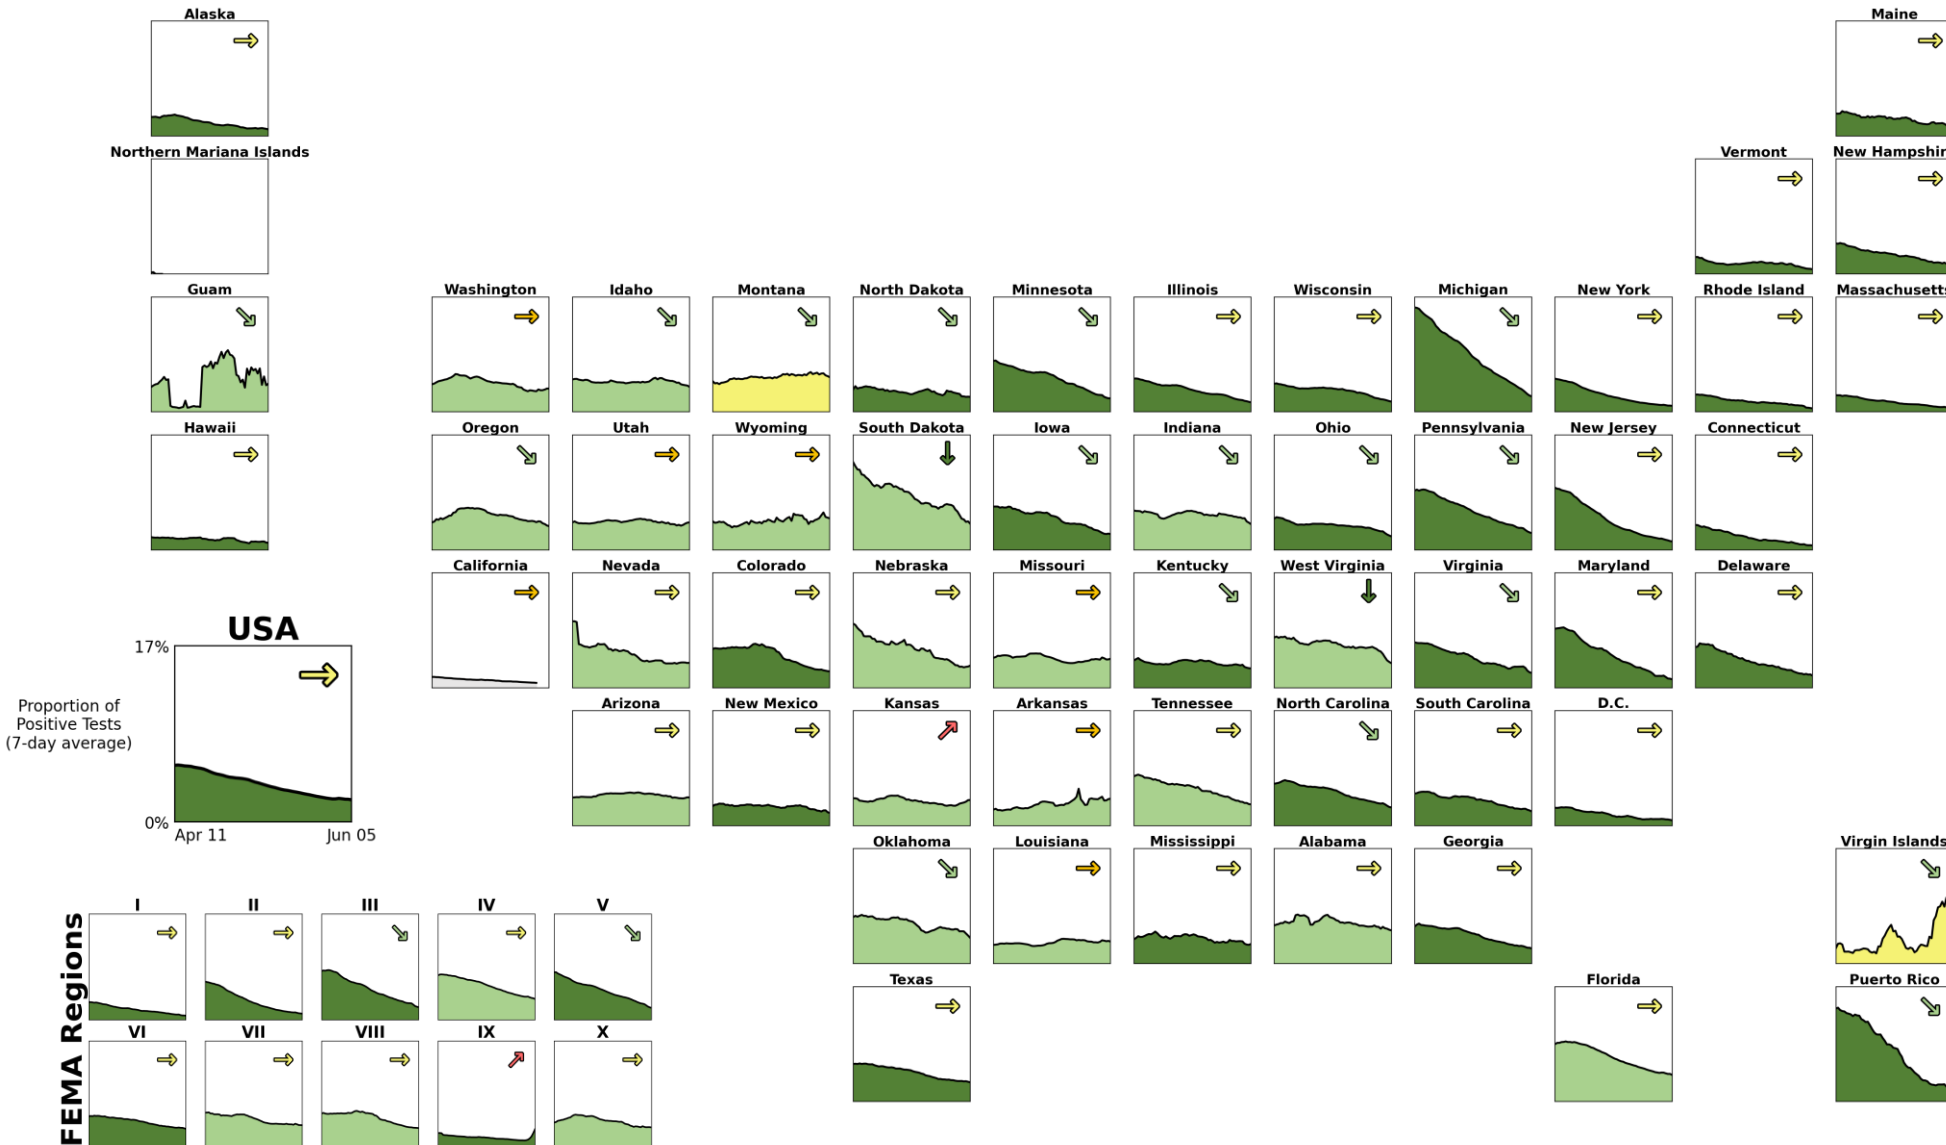 Alaska
Maine
Northern Mariana Islands
Vermont
New Hampshir
Guam
Washington
Idaho
Montana
North Dakota
Minnesota
Illinois
Wisconsin
Michigan
New York
Rhode Island
Massachusetts
Hawaii
Oregon
Utah
Wyoming
South Dakota
Iowa
Indiana
Ohio
Pennsylvania
New Jersey
Connecticut
California
Nevada
Colorado
Nebraska
Missouri
Kentucky
West Virginia
Virginia
Maryland
Delaware
USA
17%
Proportion of
Positive Tests
(7-day average)
0%
Apr 11
Jun 05
Arizona
New Mexico
Kansas
Arkansas
Tennessee
North Carolina
South Carolina
D.C.
Oklahoma
Louisiana
Mississippi
Alabama
Georgia
Virgin Islands
Texas
Florida
Puerto Rico
FEMA Regions
I
II
III
IV
V
VI
VII
VIII
IX
X